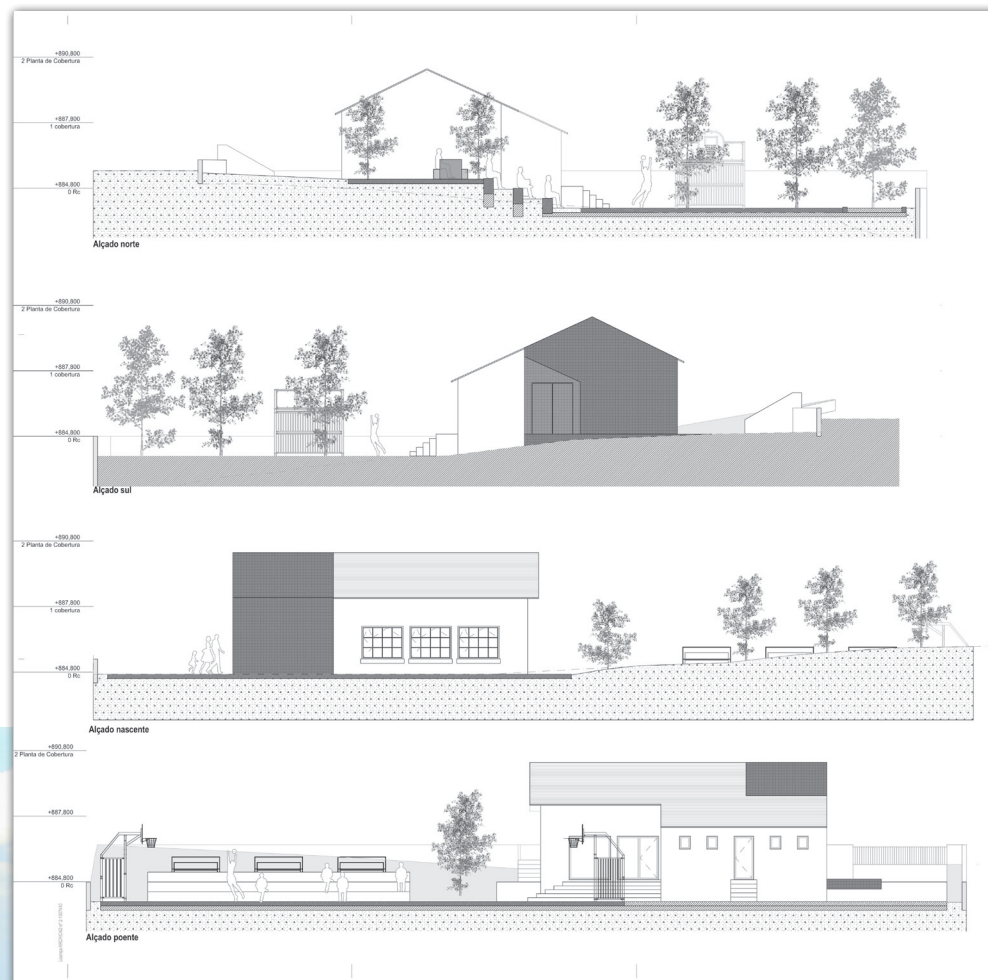 +890,800
2 Planta de Cobertura
+887,800
1 cobertura
+884,800
0 Rc
Alçado norte
+890,800
2 Planta de Cobertura
+887,800
1 cobertura
+884,800
0 Rc
Alçado sul
+890,800
2 Planta de Cobertura
+887,800
1 cobertura
+884,800
0 Rc
Alçado nascente
+890,800
2 Planta de Cobertura
+887,800
1 cobertura
+884,800
0 Rc
Alçado poente